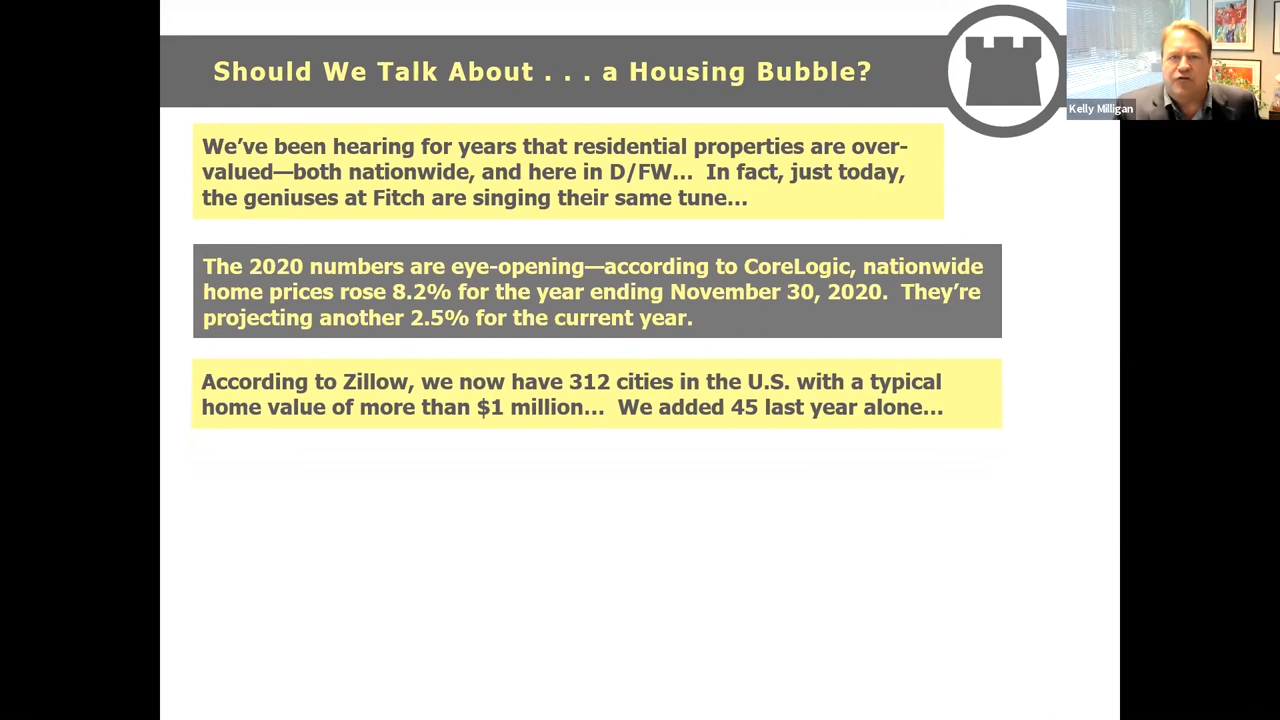 Should We Talk About . . . a Housing Bubble?
Kelly Milligan
We’ve been hearing for years that residential properties are over-
valued—both nationwide, and here in D/FW...  In fact, just today,
the geniuses at Fitch are singing their same tune...
The 2020 numbers are eye-opening—according to CoreLogic, nationwide
home prices rose 8.2% for the year ending November 30, 2020.  They’re
projecting another 2.5% for the current year.
According to Zillow, we now have 312 cities in the U.S. with a typical
home value of more than $1 million...  We added 45 last year alone...